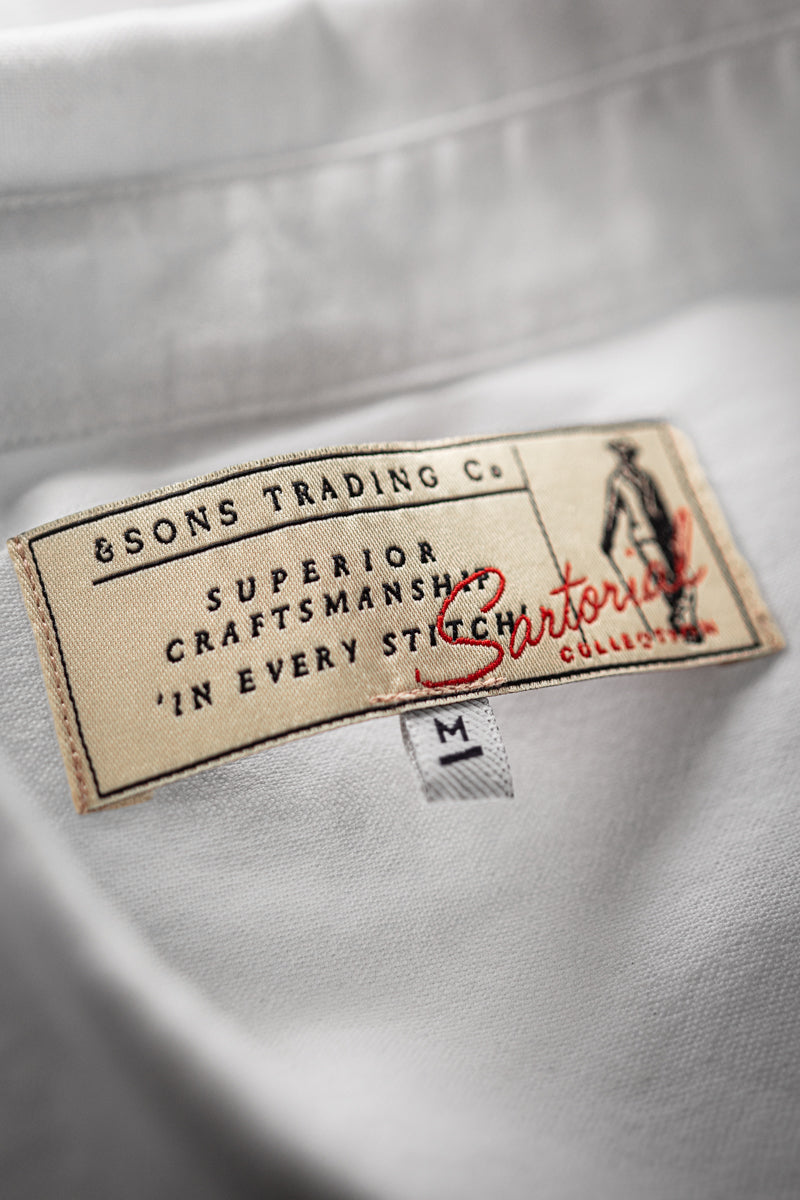 &SONS TRADING Co
SUPERIOR
CRAFTSMANSHIP
'IN EVERY STITCH'
Sartorial
COLLECTION
M